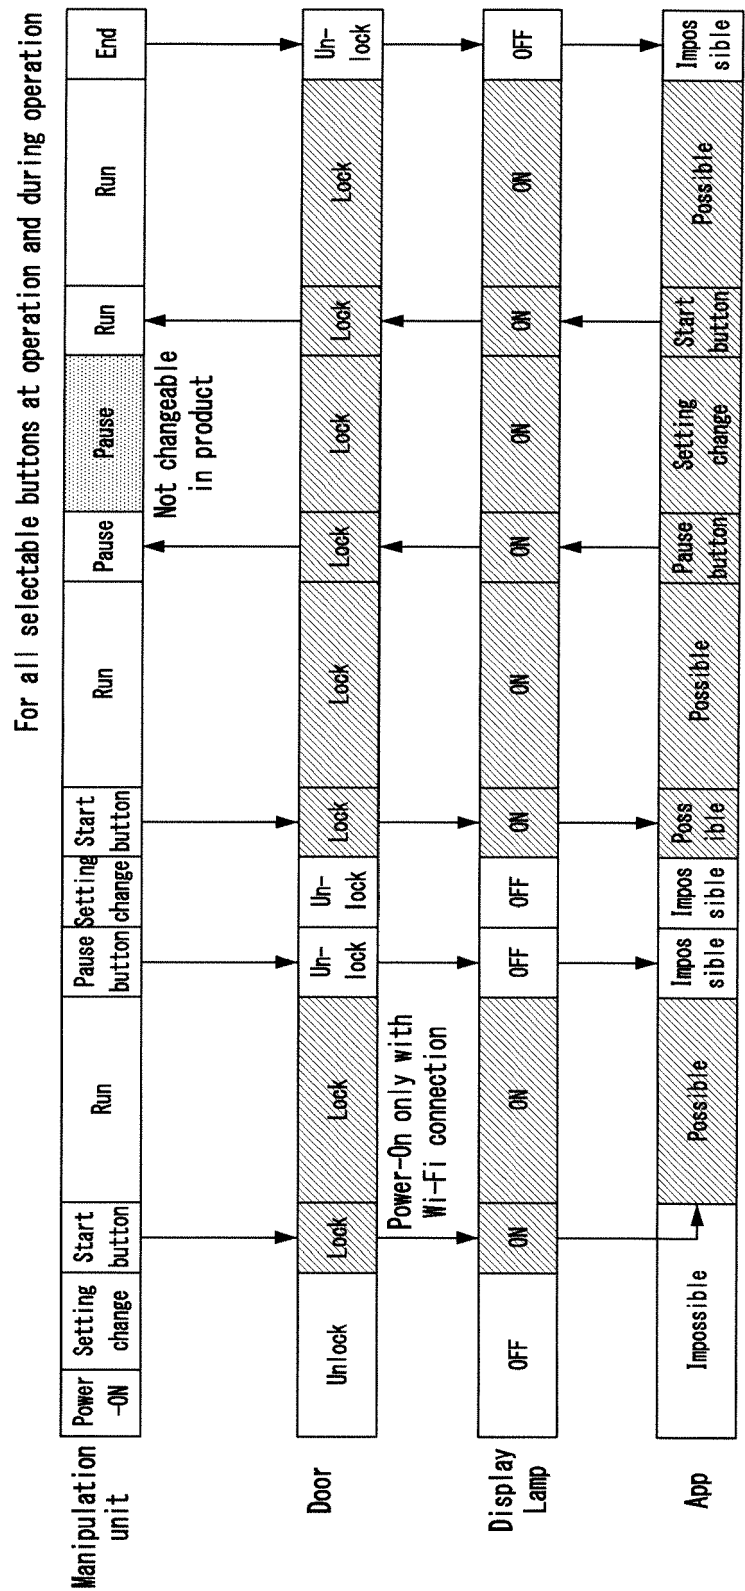 For all selectable buttons at operation and during operation
Manipulation
unit
Power
-ON
Setting
change
Start
button
Run
Pause
button
Setting
change
Start
button
Run
Pause
Pause
Run
Run
End
Not changeable
in product
Door
Unlock
Lock
Lock
Un-
lock
Un-
lock
Lock
Lock
Lock
Lock
Lock
Lock
Un-
lock
Power-On only with
Wi-Fi connection
Display
Lamp
OFF
ON
ON
OFF
OFF
ON
ON
ON
ON
ON
ON
OFF
App
Impossible
Possible
Impos
sible
Impos
sible
Poss
ible
Possible
Pause
button
Setting
change
Start
button
Possible
Impos
sible